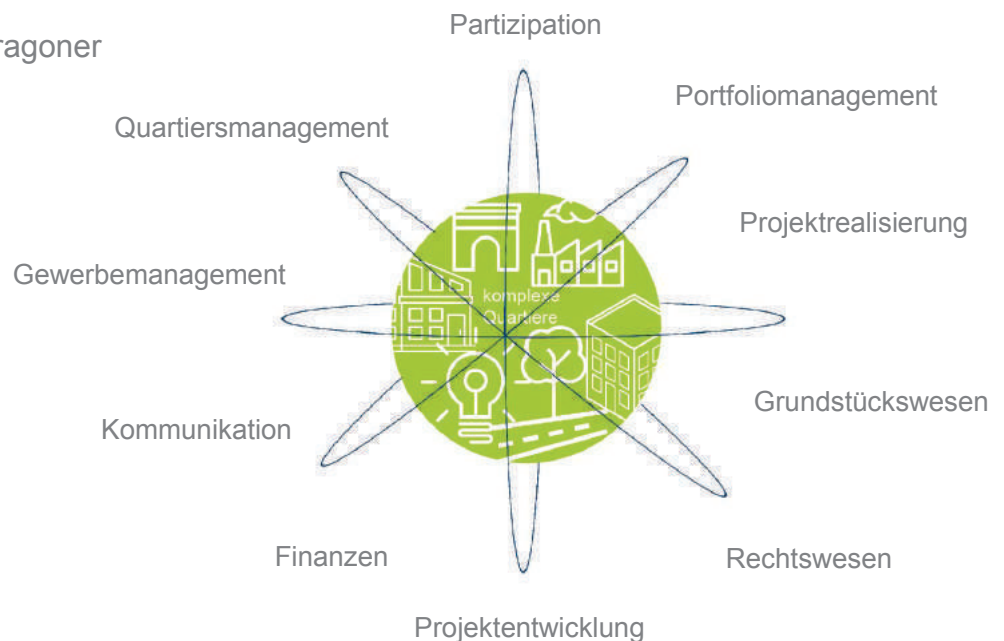 Partizipation
ragoner
Portfoliomanagement
Quartiersmanagement
Projektrealisierung
Gewerbemanagement
komplexe
Quartiere
Grundstückswesen
Kommunikation
Finanzen
Rechtswesen
Projektentwicklung